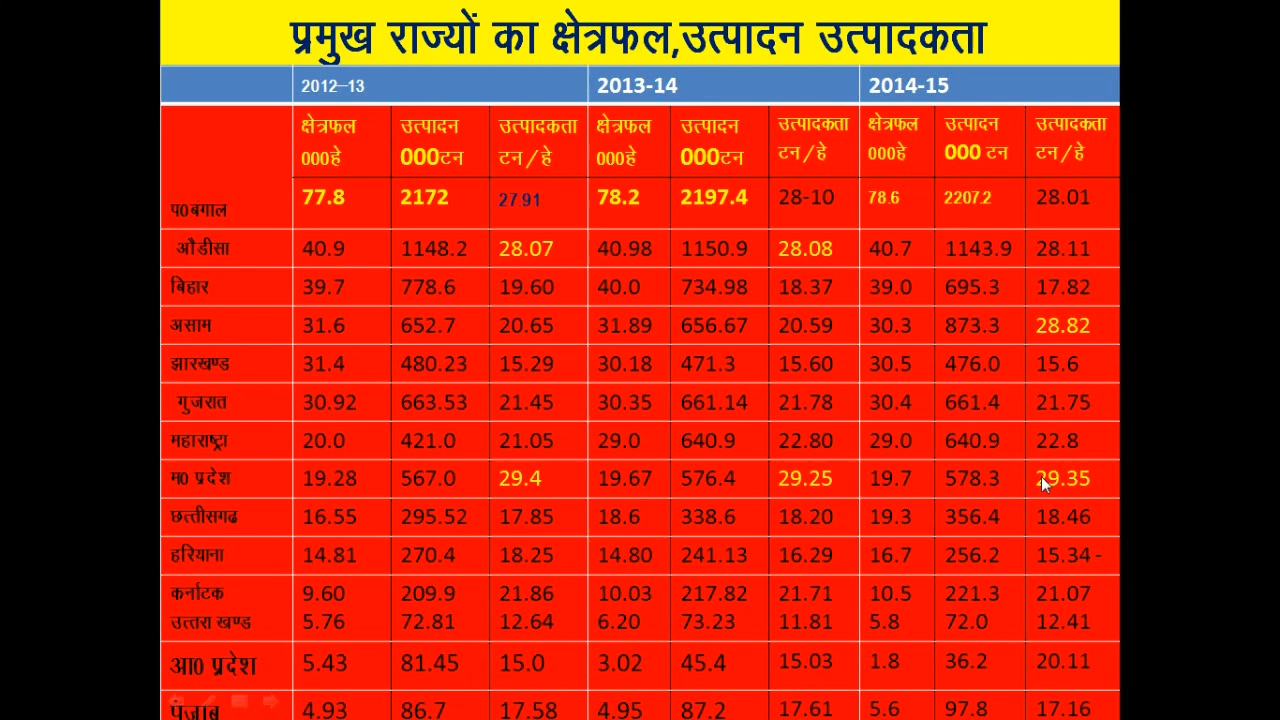 प्रमुख राज्यों का क्षेत्रफल,उत्पादन उत्पादकता
2012–13 2013-14 2014-15
क्षेत्रफल उत्पादन उत्पादकता क्षेत्रफल उत्पादन उत्पादकता क्षेत्रफल उत्पादन उत्पादकता
000हे 000टन टन/हे 000हे 000टन टन/हे 000हे 000 टन टन/हे
प0बगाल 77.8 2172 27.91 78.2 2197.4 28-10 78.6 2207.2 28.01
औडीसा 40.9 1148.2 28.07 40.98 1150.9 28.08 40.7 1143.9 28.11
बिहार 39.7 778.6 19.60 40.0 734.98 18.37 39.0 695.3 17.82
असाम 31.6 652.7 20.65 31.89 656.67 20.59 30.3 873.3 28.82
झारखण्ड 31.4 480.23 15.29 30.18 471.3 15.60 30.5 476.0 15.6
गुजरात 30.92 663.53 21.45 30.35 661.14 21.78 30.4 661.4 21.75
महाराष्ट्रा 20.0 421.0 21.05 29.0 640.9 22.80 29.0 640.9 22.8
म0 प्रदेश 19.28 567.0 29.4 19.67 576.4 29.25 19.7 578.3 29.35
छत्तीसगढ 16.55 295.52 17.85 18.6 338.6 18.20 19.3 356.4 18.46
हरियाना 14.81 270.4 18.25 14.80 241.13 16.29 16.7 256.2 15.34 -
कर्नाटक 9.60 209.9 21.86 10.03 217.82 21.71 10.5 221.3 21.07
उत्तरा खण्ड 5.76 72.81 12.64 6.20 73.23 11.81 5.8 72.0 12.41
आ0 प्रदेश 5.43 81.45 15.0 3.02 45.4 15.03 1.8 36.2 20.11
पंजाब 4.93 86.7 17.58 4.95 87.2 17.61 5.6 97.8 17.16